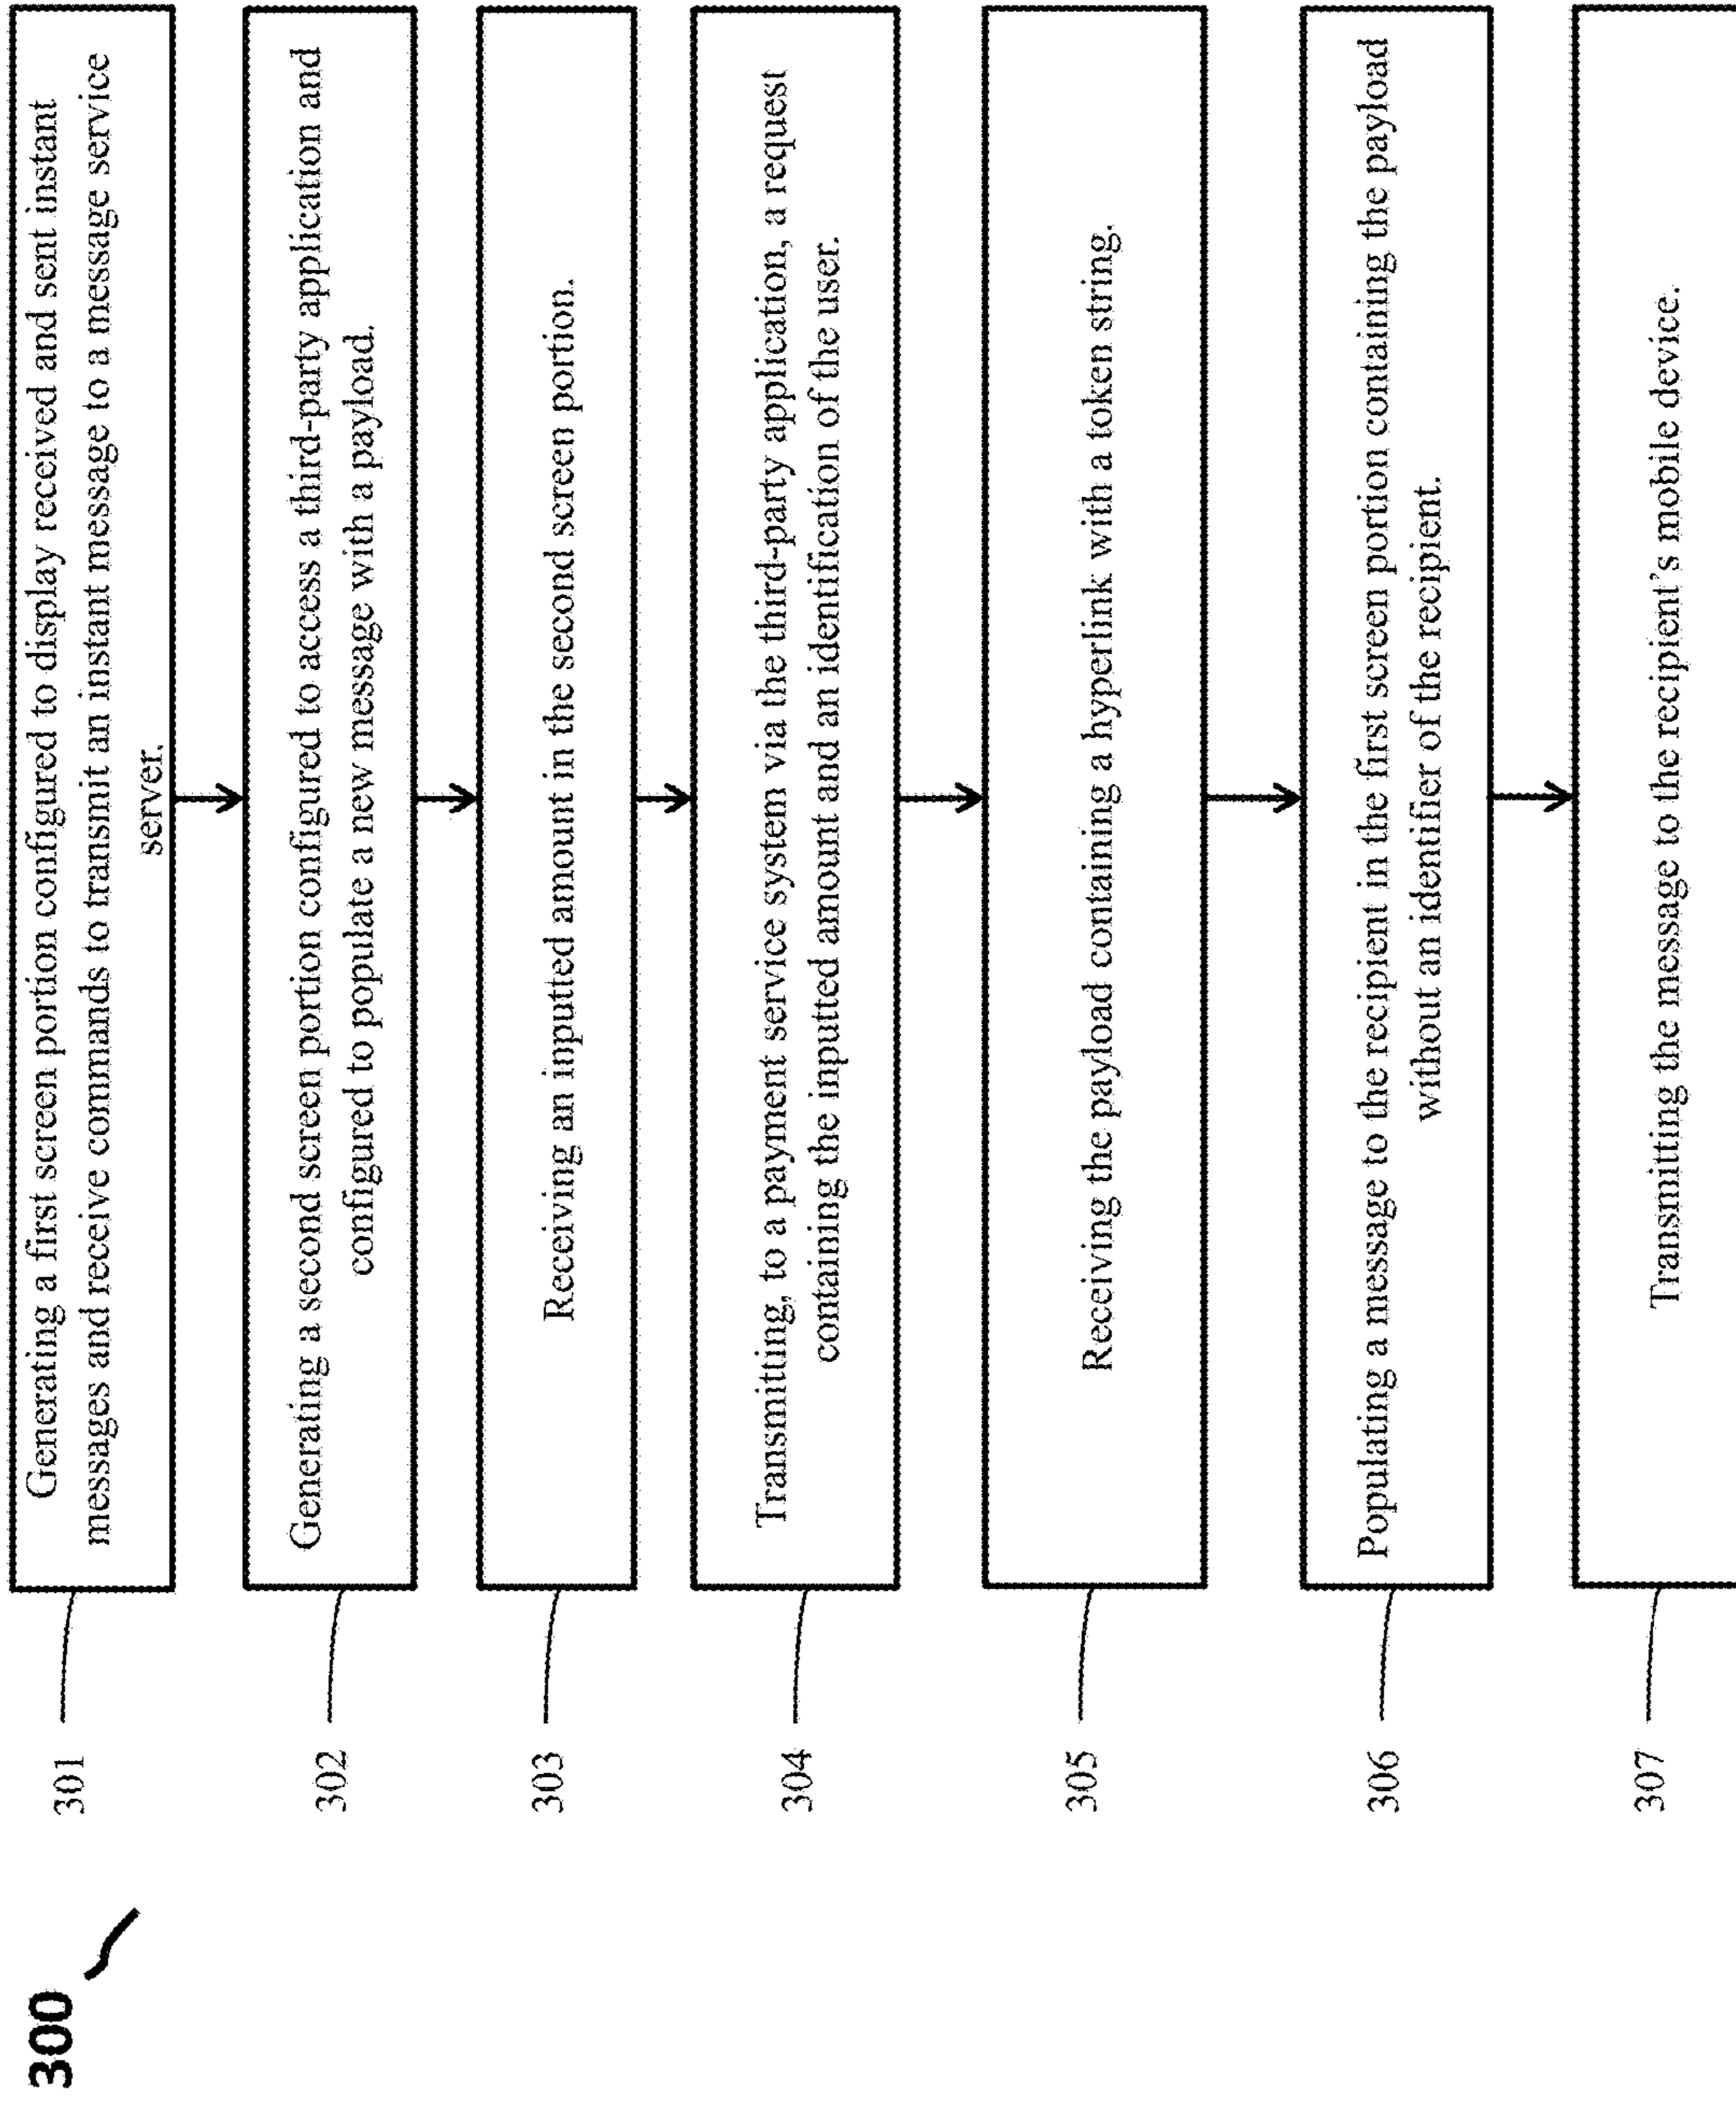 300
301
Generating a first screen portion configured to display received and sent instant
messages and receive commands to transmit an instant message to a message service
server.
302
Generating a second screen portion configured to access a third-party application and
configured to populate a new message with a payload.
303
Receiving an inputted amount in the second screen portion.
304
Transmitting, to a payment service system via the third-party application, a request
containing the inputted amount and an identification of the user.
305
Receiving the payload containing a hyperlink with a token string.
306
Populating a message to the recipient in the first screen portion containing the payload
without an identifier of the recipient.
307
Transmitting the message to the recipient's mobile device.